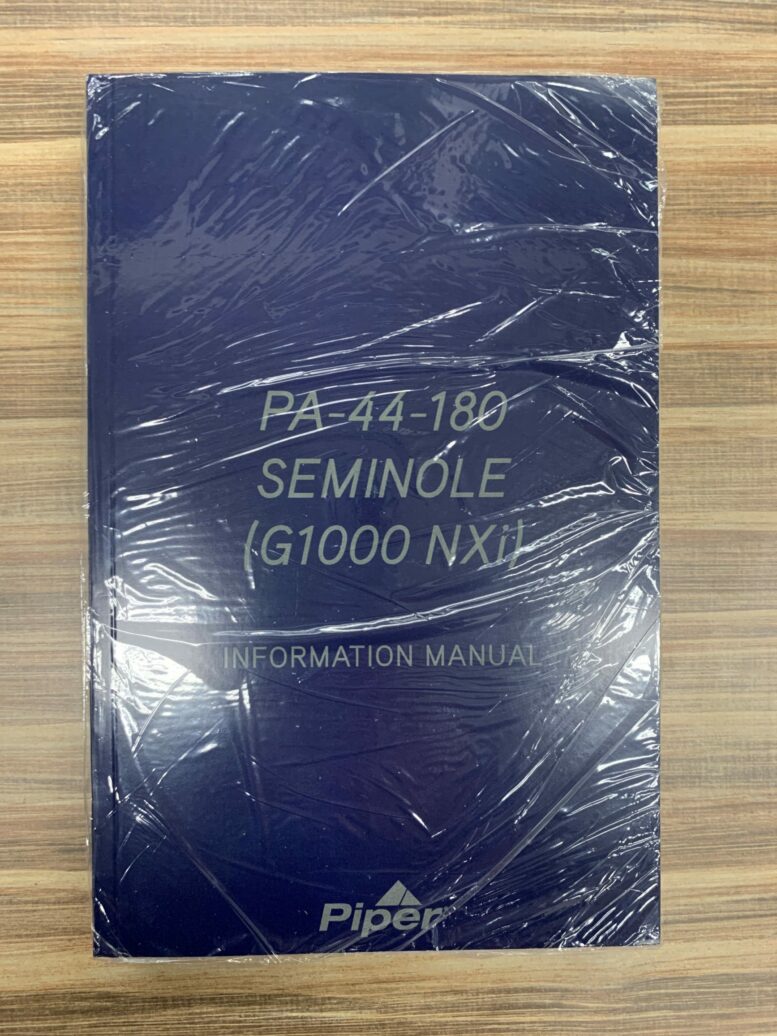 PA-44-180
SEMINOLE
(G1000 NXi)
INFORMATION MANUAL
Piper